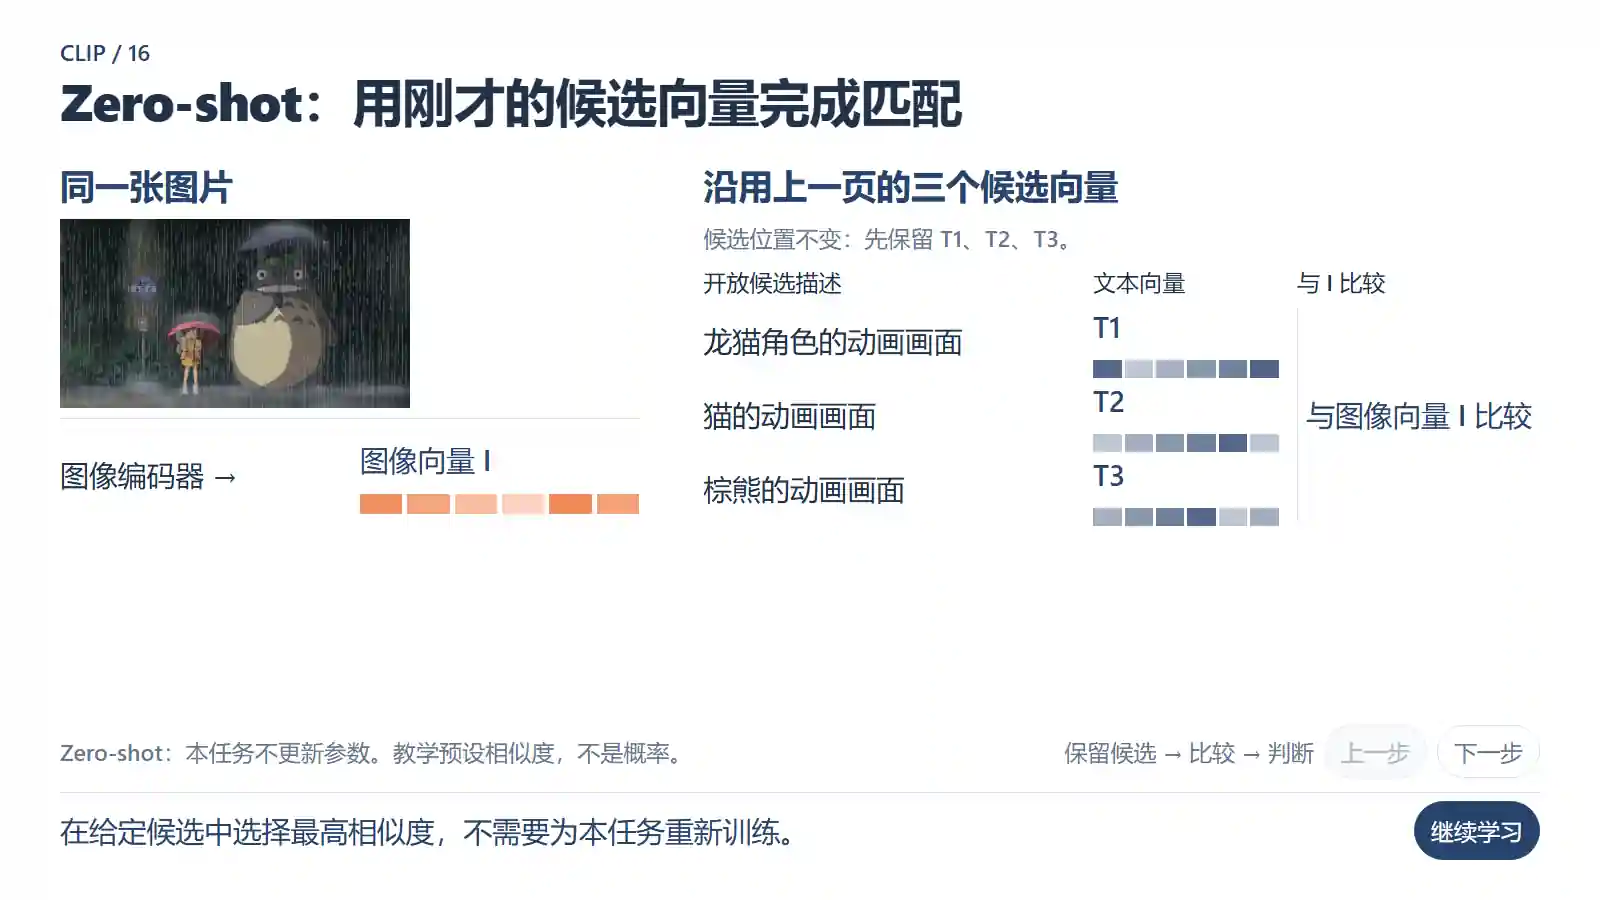 CLIP / 16
Zero-shot：用刚才的候选向量完成匹配
同一张图片
图像编码器 →
图像向量 I
沿用上一页的三个候选向量
候选位置不变：先保留 T1、T2、T3。
开放候选描述
文本向量
与 I 比较
龙猫角色的动画画面
T1
猫的动画画面
T2
与图像向量 I 比较
棕熊的动画画面
T3
Zero-shot：本任务不更新参数。教学预设相似度，不是概率。
保留候选 → 比较 → 判断
上一步
下一步
在给定候选中选择最高相似度，不需要为本任务重新训练。
继续学习